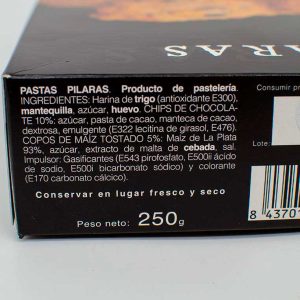 ARAS
PASTAS PILARAS. Producto de pastelería.
INGREDIENTES: Harina de trigo (antioxidante E300),
mantequilla, azúcar, huevo. CHIPS DE CHOCOLA-
TE 10%: azúcar, pasta de cacao, manteca de cacao,
dextrosa, emulgente (E322 lecitina de girasol, E476).
COPOS DE MAÍZ TOSTADO 5%: Maíz de La Plata
93%, azúcar, extracto de malta de cebada, sal.
Impulsor: Gasificantes (E543 pirofosfato, E500i ácido
de sodio, E500i bicarbonato sódico) y colorante
(E170 carbonato cálcico).
Conservar en lugar fresco y seco
Peso neto: 250g
Consumir pr
Lote:
8 43701